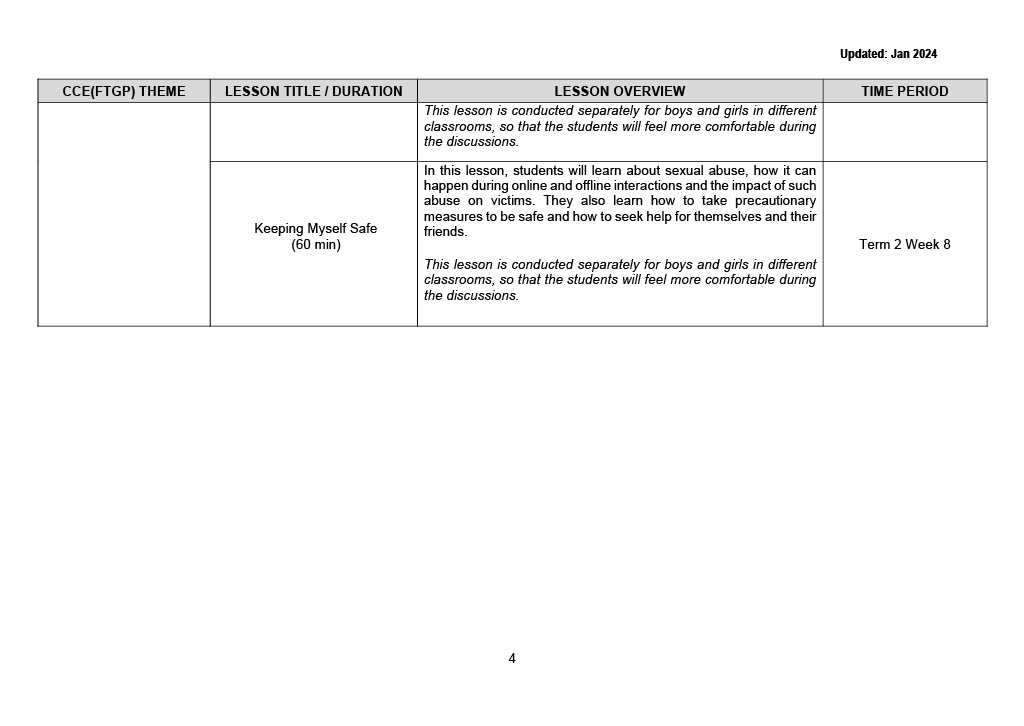 Updated: Jan 2024
CCE(FTGP) THEME LESSON TITLE / DURATION LESSON OVERVIEW TIME PERIOD
This lesson is conducted separately for boys and girls in different
classrooms, so that the students will feel more comfortable during
the discussions.
Keeping Myself Safe
(60 min)
In this lesson, students will learn about sexual abuse, how it can
happen during online and offline interactions and the impact of such
abuse on victims. They also learn how to take precautionary
measures to be safe and how to seek help for themselves and their
friends.
This lesson is conducted separately for boys and girls in different
classrooms, so that the students will feel more comfortable during
the discussions.
Term 2 Week 8
4